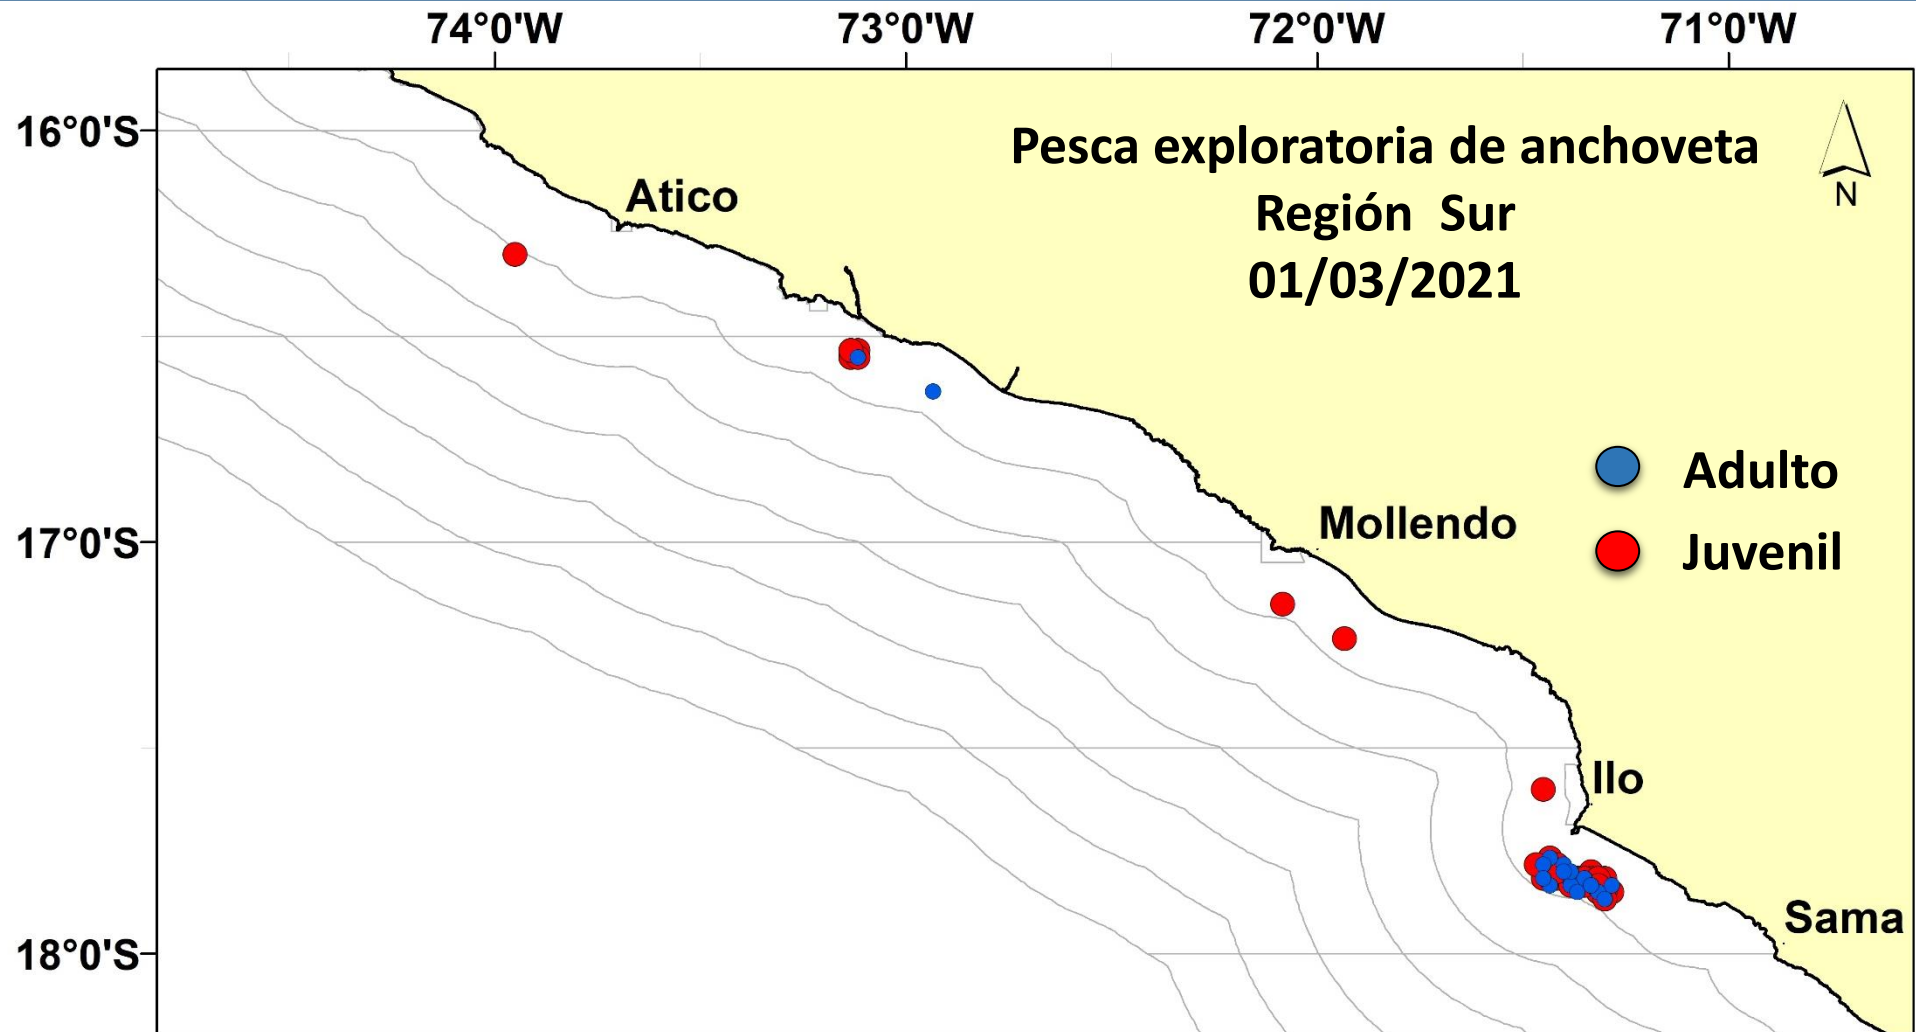 74°0'W 73°0'W 72°0'W 71°0'W
16°0'S
Pesca exploratoria de anchoveta
Región Sur
01/03/2021
N
Atico
Adulto
Juvenil
Mollendo
17°0'S
Ilo
Sama
18°0'S